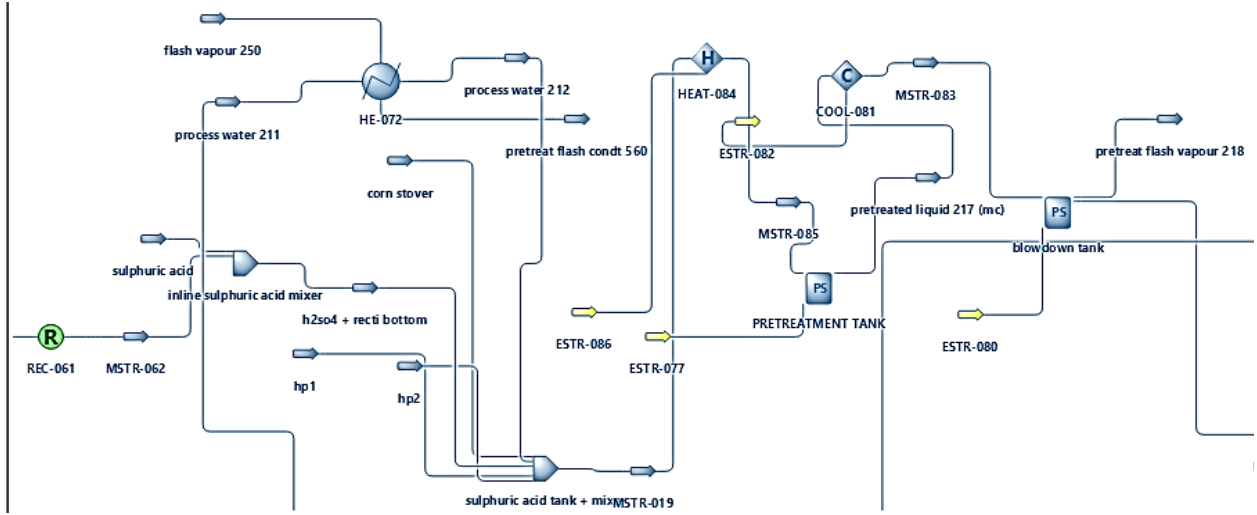 flash vapour 250
H
C
process water 212
HEAT-084
MSTR-083
COOL-081
HE-072
process water 211
pretreat flash condt 560
ESTR-082
pretreat flash vapour 218
corn stover
pretreated liquid 217 (mc)
PS
MSTR-085
blowdown tank
sulphuric acid
inline sulphuric acid mixer
PS
h2so4 + recti bottom
PRETREATMENT TANK
R
ESTR-086
ESTR-080
REC-061
MSTR-062
ESTR-077
hp1
hp2
sulphuric acid tank + mixer
MSTR-019